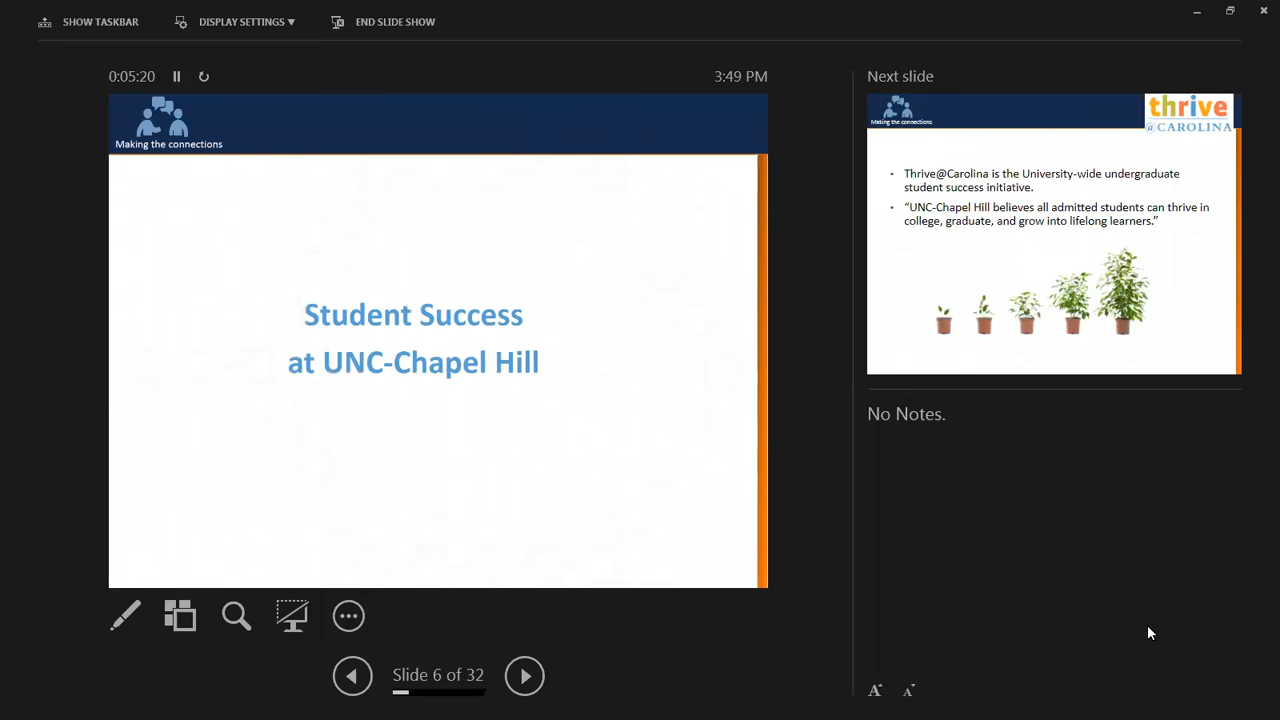 SHOW TASKBAR
DISPLAY SETTINGS
END SLIDE SHOW
0:05:20
3:49 PM
Making the connections
Student Success
at UNC-Chapel Hill
Slide 6 of 32
Next slide
Making the connections
thrive
@CAROLINA
• Thrive@Carolina is the University-wide undergraduate
student success initiative.
• “UNC-Chapel Hill believes all admitted students can thrive in
college, graduate, and grow into lifelong learners.”
No Notes.
A A